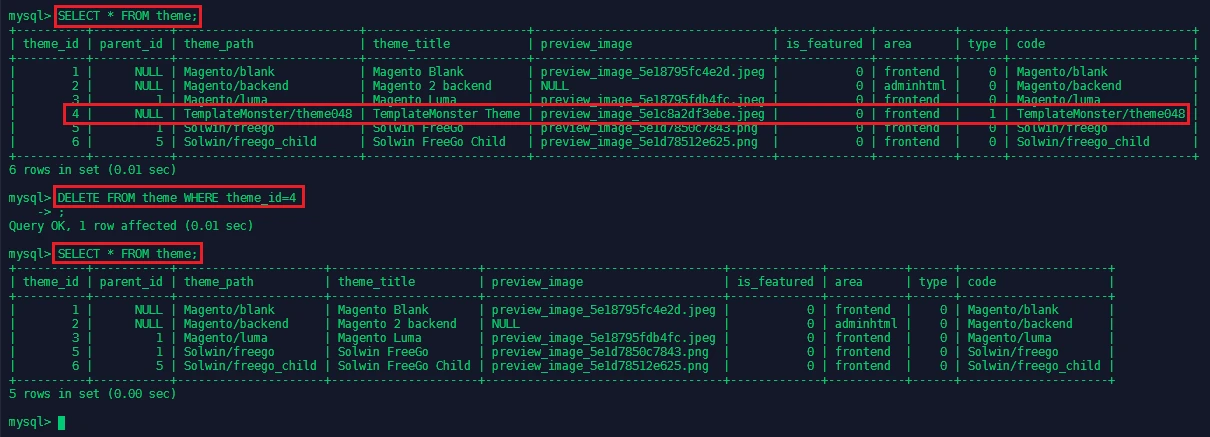 mysql> SELECT * FROM theme;
+----------+-----------+-------------------------+---------------------+----------------------------------+-------------+-----------+------+-------------------------+
| theme_id | parent_id | theme_path              | theme_title         | preview_image                    | is_featured | area      | type | code                    |
+----------+-----------+-------------------------+---------------------+----------------------------------+-------------+-----------+------+-------------------------+
|        1 |      NULL | Magento/blank           | Magento Blank       | preview_image_5e18795fc4e2d.jpeg |           0 | frontend  |    0 | Magento/blank           |
|        2 |      NULL | Magento/backend         | Magento 2 backend   | NULL                             |           0 | adminhtml |    0 | Magento/backend         |
|        3 |         1 | Magento/luma            | Magento Luma        | preview_image_5e18795fdb4fc.jpeg |           0 | frontend  |    0 | Magento/luma            |
|        4 |      NULL | TemplateMonster/theme048 | TemplateMonster Theme | preview_image_5e1c8a2df3ebe.jpeg |           0 | frontend  |    1 | TemplateMonster/theme048 |
|        5 |         1 | Solwin/freego           | Solwin FreeGo       | preview_image_5e1d7850c7843.png  |           0 | frontend  |    0 | Solwin/freego           |
|        6 |         5 | Solwin/freego_child     | Solwin FreeGo Child | preview_image_5e1d78512e625.png  |           0 | frontend  |    0 | Solwin/freego_child     |
+----------+-----------+-------------------------+---------------------+----------------------------------+-------------+-----------+------+-------------------------+
6 rows in set (0.01 sec)
mysql> DELETE FROM theme WHERE theme_id=4
    -> ;
Query OK, 1 row affected (0.01 sec)
mysql> SELECT * FROM theme;
+----------+-----------+---------------------+---------------------+----------------------------------+-------------+-----------+------+---------------------+
| theme_id | parent_id | theme_path          | theme_title         | preview_image                    | is_featured | area      | type | code                |
+----------+-----------+---------------------+---------------------+----------------------------------+-------------+-----------+------+---------------------+
|        1 |      NULL | Magento/blank       | Magento Blank       | preview_image_5e18795fc4e2d.jpeg |           0 | frontend  |    0 | Magento/blank       |
|        2 |      NULL | Magento/backend     | Magento 2 backend   | NULL                             |           0 | adminhtml |    0 | Magento/backend     |
|        3 |         1 | Magento/luma        | Magento Luma        | preview_image_5e18795fdb4fc.jpeg |           0 | frontend  |    0 | Magento/luma        |
|        5 |         1 | Solwin/freego       | Solwin FreeGo       | preview_image_5e1d7850c7843.png  |           0 | frontend  |    0 | Solwin/freego       |
|        6 |         5 | Solwin/freego_child | Solwin FreeGo Child | preview_image_5e1d78512e625.png  |           0 | frontend  |    0 | Solwin/freego_child |
+----------+-----------+---------------------+---------------------+----------------------------------+-------------+-----------+------+---------------------+
5 rows in set (0.00 sec)
mysql>